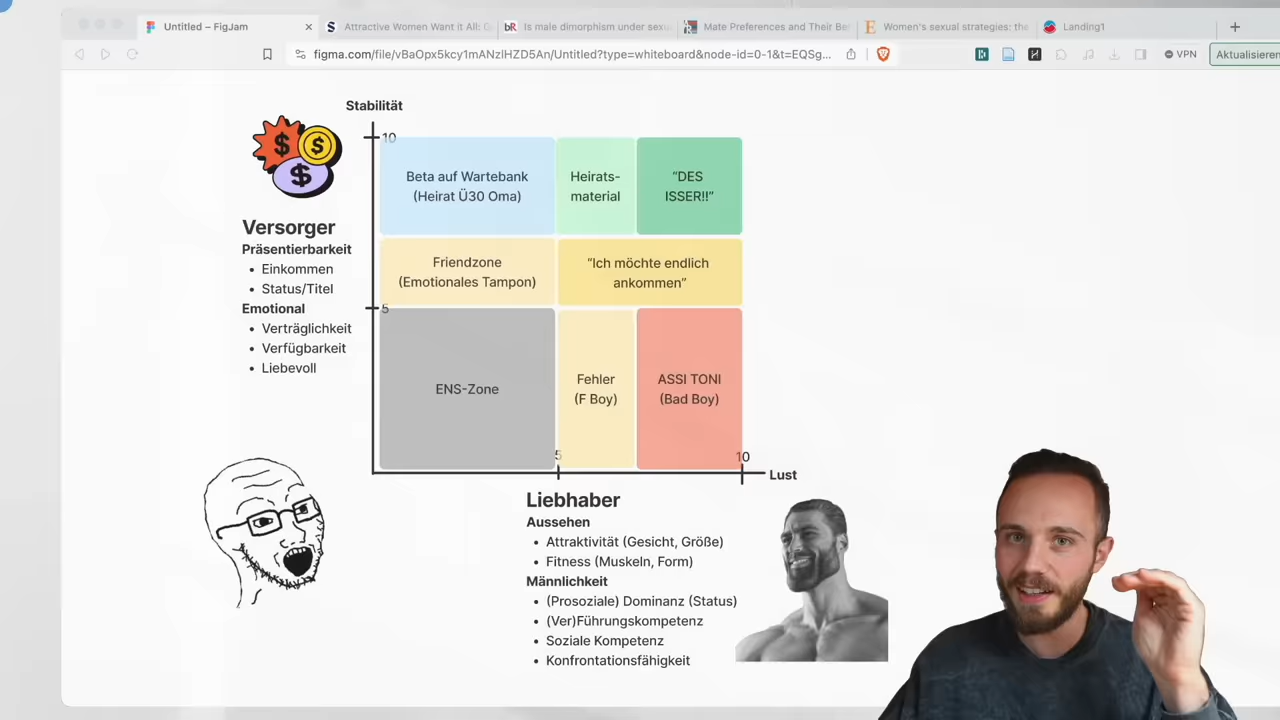 Untitled – FigJam
Attractive Women Want it All: G
Is male dimorphism under sexu
Mate Preferences and Their Be
Women's sexual strategies: the
Landing1
figma.com/file/vBaOpx5kcy1mANzlHZD5An/Untitled?type=whiteboard&node-id=0-1&t=EQSg...
VPN
Aktualisieren
Stabilität
10
Beta auf Wartebank
(Heirat Ü30 Oma)
Heirats-
material
“DES
ISSER!!”
Versorger
Präsentierbarkeit
• Einkommen
• Status/Titel
Emotional
• Verträglichkeit
• Verfügbarkeit
• Liebevoll
Friendzone
(Emotionales Tampon)
“Ich möchte endlich
ankommen”
5
ENS-Zone
Fehler
(F Boy)
ASSI TONI
(Bad Boy)
5
10
Lust
Liebhaber
Aussehen
• Attraktivität (Gesicht, Größe)
• Fitness (Muskeln, Form)
Männlichkeit
• (Prosoziale) Dominanz (Status)
• (Ver)Führungskompetenz
• Soziale Kompetenz
• Konfrontationsfähigkeit